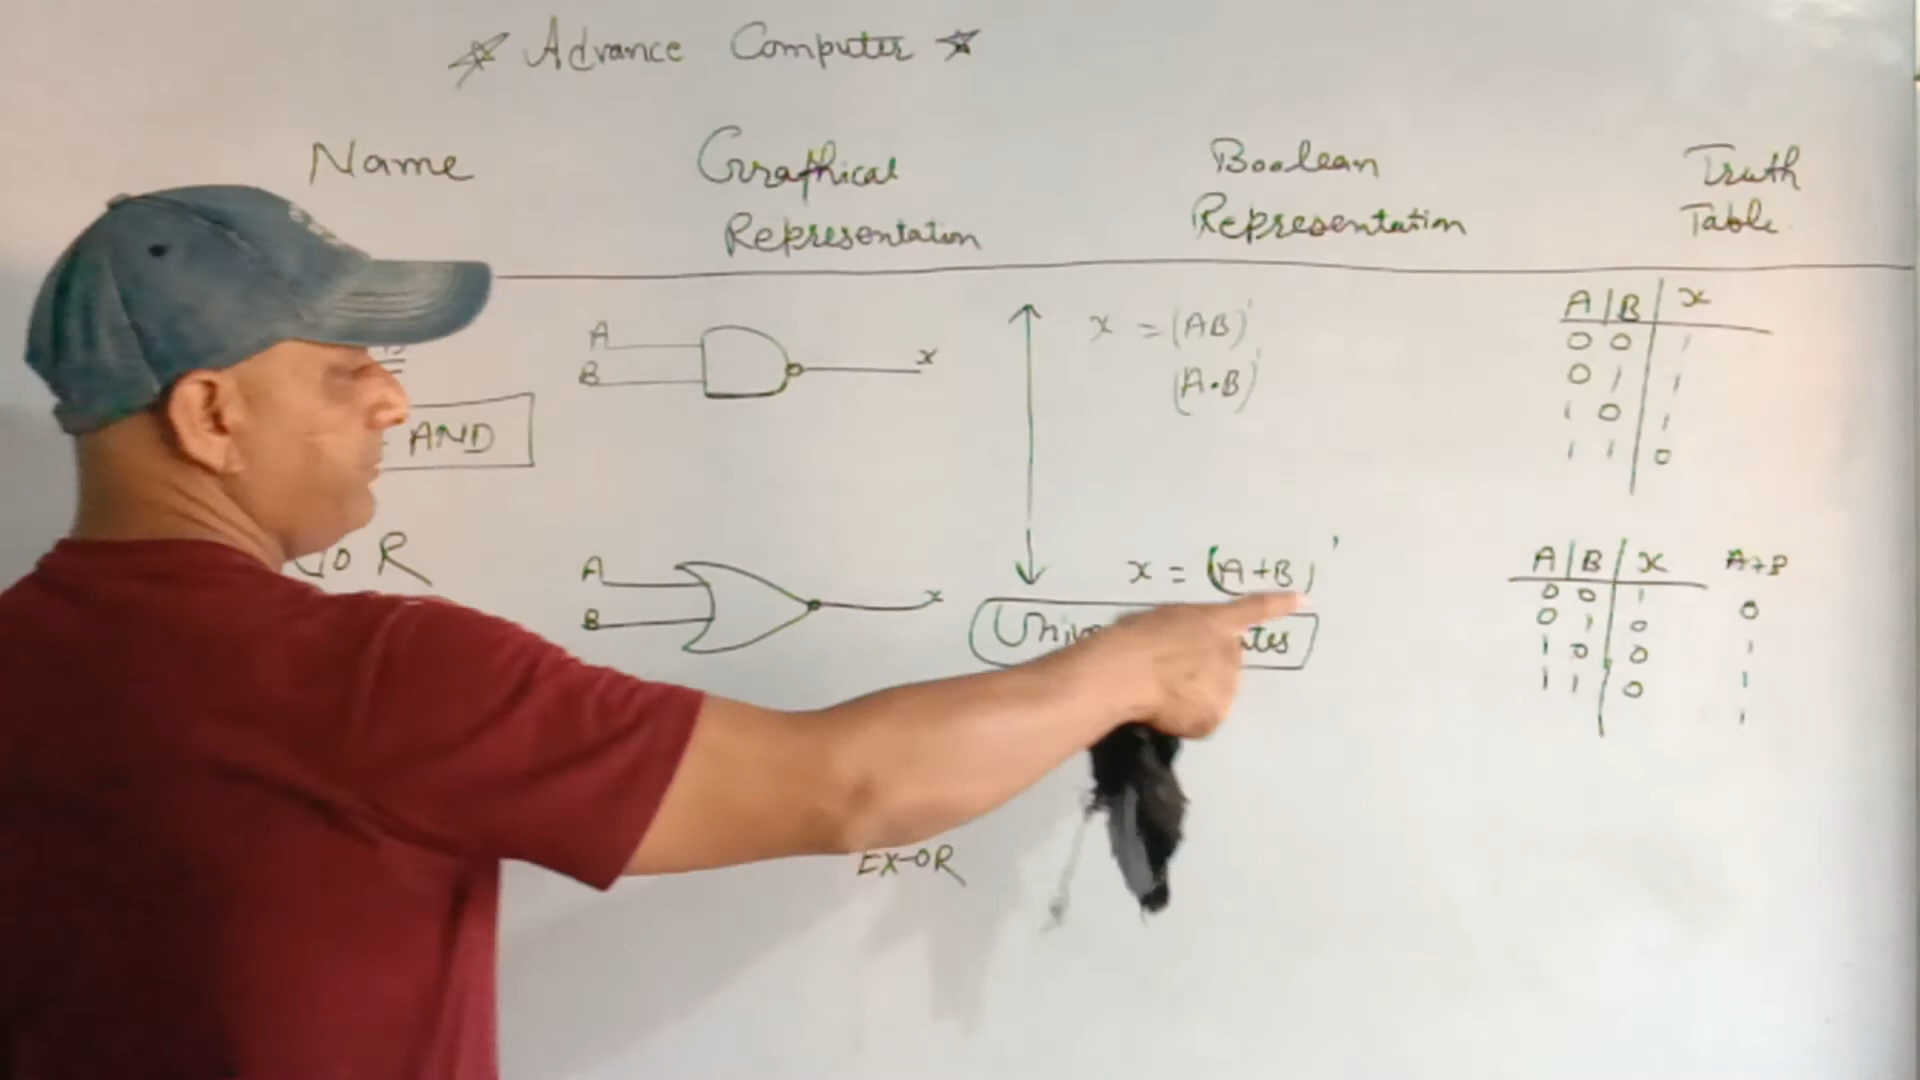 Advance Computer
Name
Graphical
Representation
Boolean
Representation
Truth
Table
A
B
x
x = (AB)'
(A·B)'
A B x
0 0 1
0 1 1
1 0 1
1 1 0
AND
OR
A
B
x
x = (A+B)'
A B x A+B
0 0 1 0
0 1 0 1
1 0 0 1
1 1 0 1
EX-OR